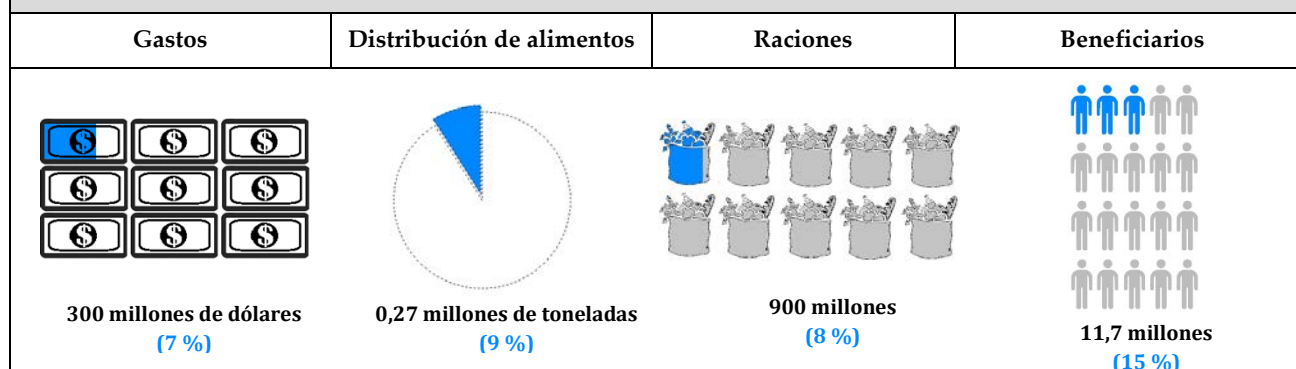 Gastos
Distribución de alimentos
Raciones
Beneficiarios
300 millones de dólares
(7 %)
0,27 millones de toneladas
(9 %)
900 millones
(8 %)
11,7 millones
(15 %)